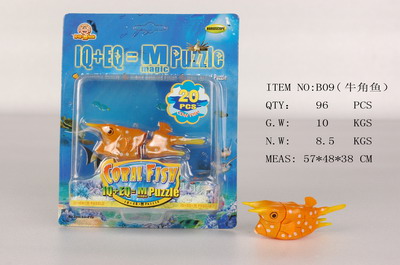 IQ+EQ=M Puzzle
magic
20
PCS
Coral Fish
IQ+EQ=M Puzzle
ITEM NO:B09(牛角鱼)
QTY: 96 PCS
G.W: 10 KGS
N.W: 8.5 KGS
MEAS: 57*48*38 CM